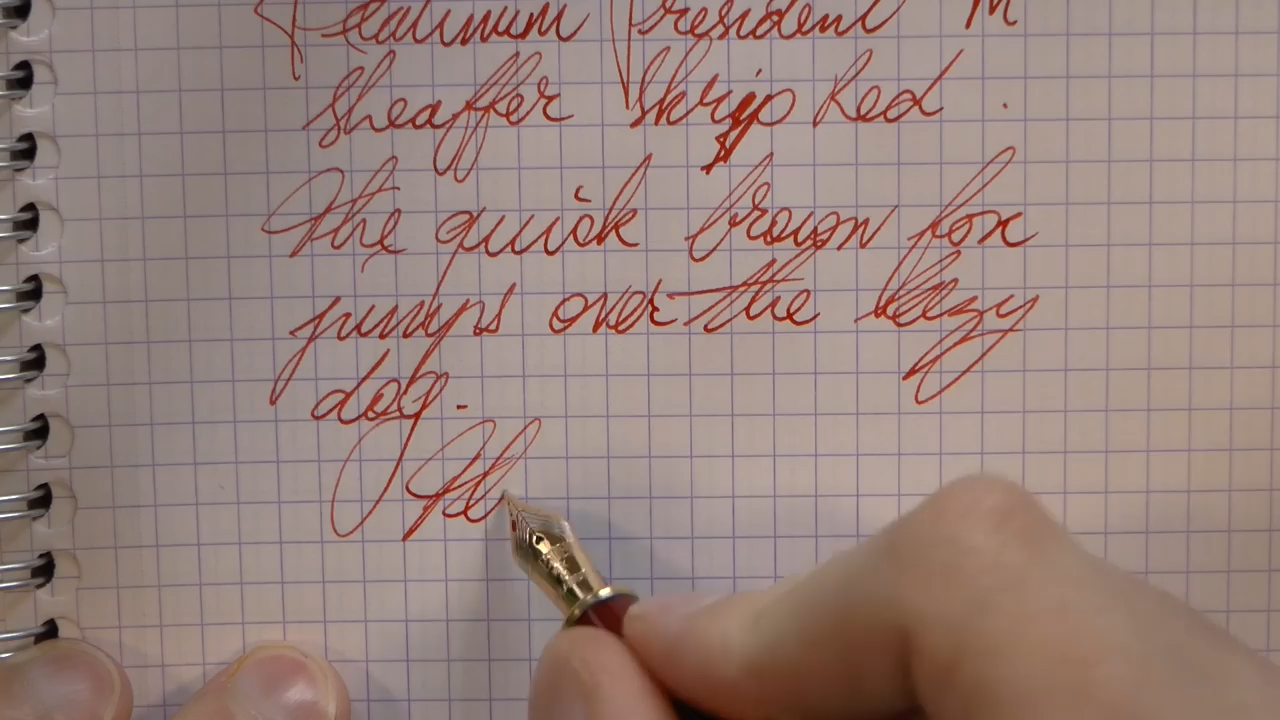 Platinum President M
Sheaffer Skrip Red .
The quick brown fox
jumps over the lazy
dog.